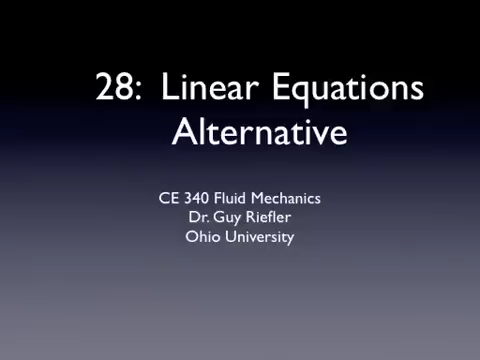 28: Linear Equations
Alternative
CE 340 Fluid Mechanics
Dr. Guy Riefler
Ohio University